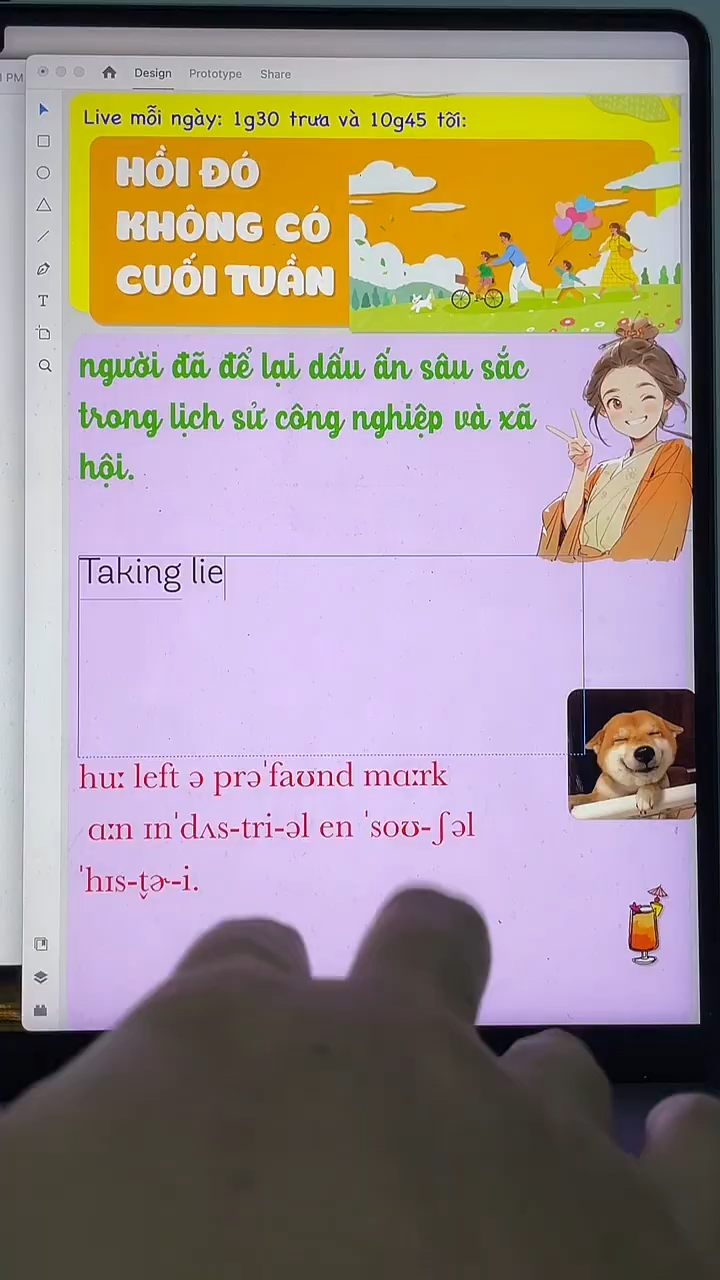 PM
Design Prototype Share
Live mỗi ngày: 1g30 trưa và 10g45 tối:
HỒI ĐÓ
KHÔNG CÓ
CUỐI TUẦN
người đã để lại dấu ấn sâu sắc
trong lịch sử công nghiệp và xã
hội.
Taking lie
huː left ə prəˈfaʊnd mɑːrk
ɑːn ɪnˈdʌs-tri-əl en ˈsoʊ-ʃəl
ˈhɪs-t̬ɚ-i.